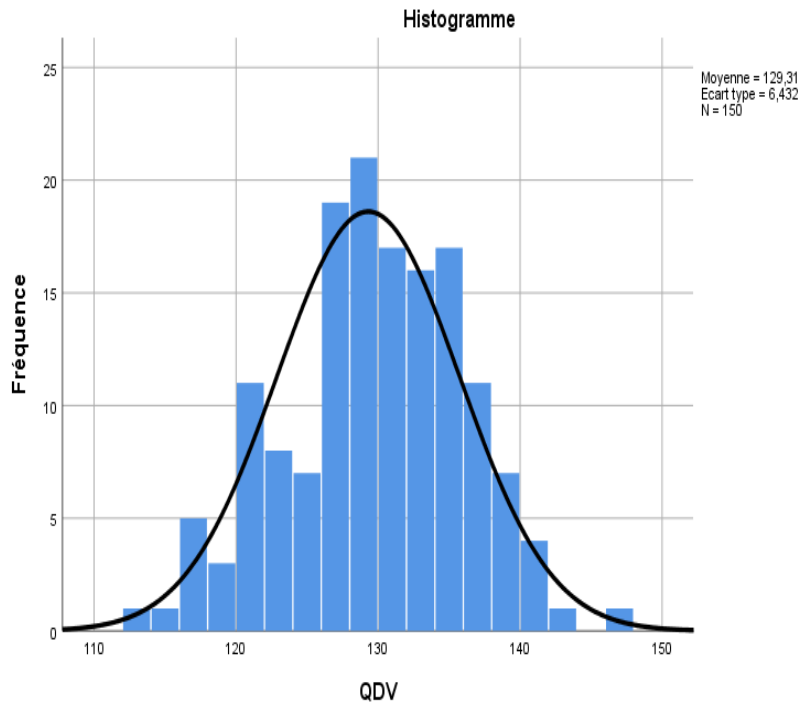 Histogramme
Moyenne = 129,31
Ecart type = 6,432
N = 150
25
20
15
10
5
0
Fréquence
110
120
130
140
150
QDV